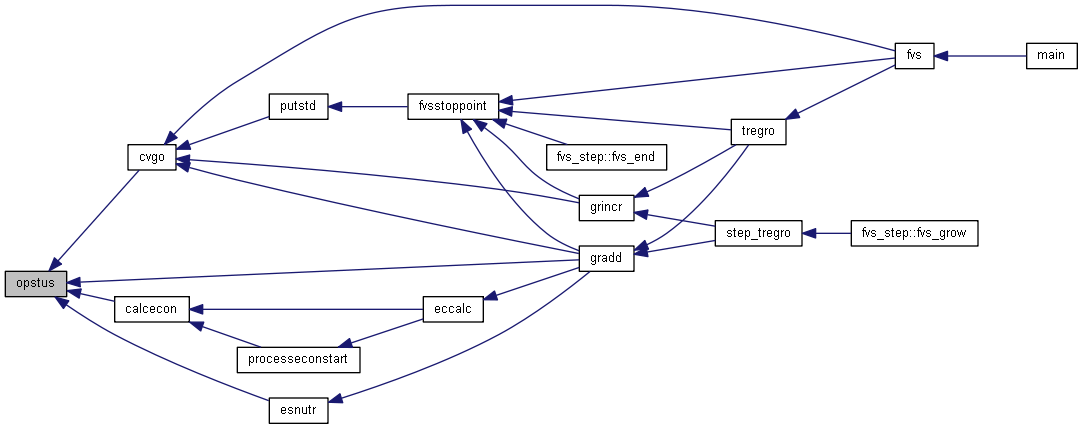 fvs
main
putstd
fvsstoppoint
tregro
cvgo
fvs_step::fvs_end
grincr
step_tregro
fvs_step::fvs_grow
gradd
opstus
calcecon
eccalc
processeconstart
esnutr